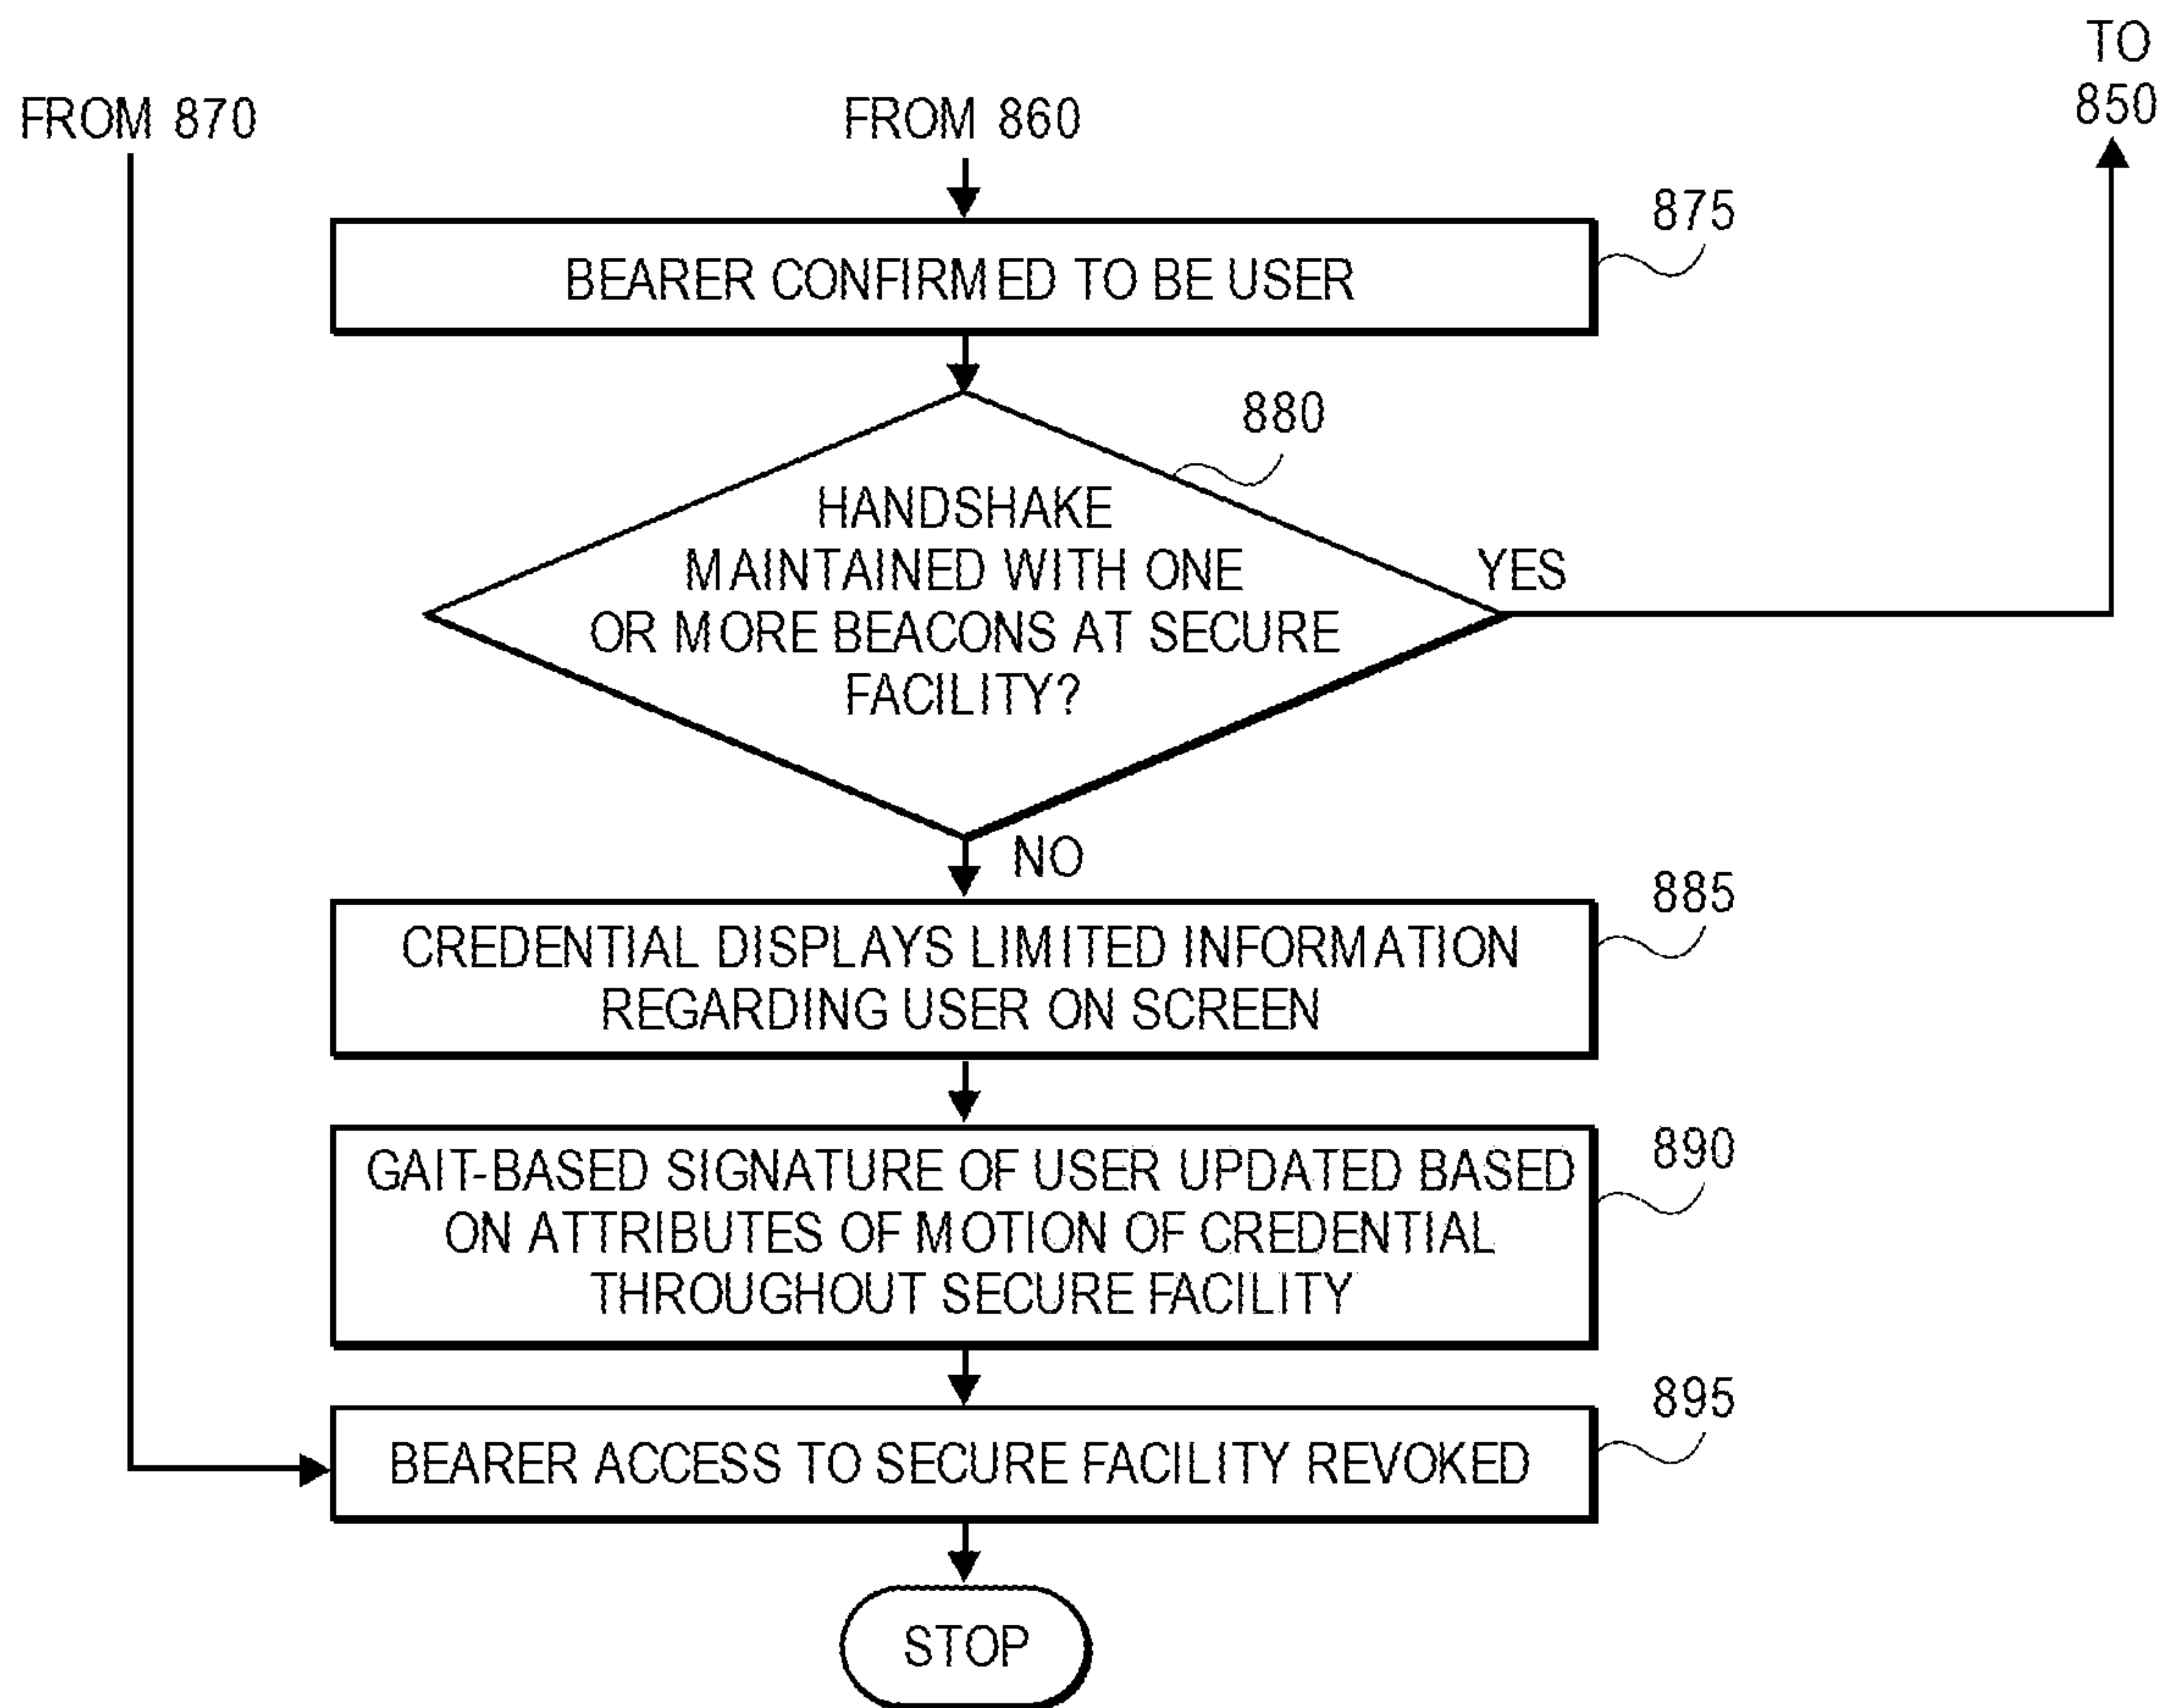 TO
850
FROM 870
FROM 860
875
BEARER CONFIRMED TO BE USER
880
HANDSHAKE
MAINTAINED WITH ONE
OR MORE BEACONS AT SECURE
FACILITY?
YES
NO
885
CREDENTIAL DISPLAYS LIMITED INFORMATION
REGARDING USER ON SCREEN
890
GAIT-BASED SIGNATURE OF USER UPDATED BASED
ON ATTRIBUTES OF MOTION OF CREDENTIAL
THROUGHOUT SECURE FACILITY
895
BEARER ACCESS TO SECURE FACILITY REVOKED
STOP